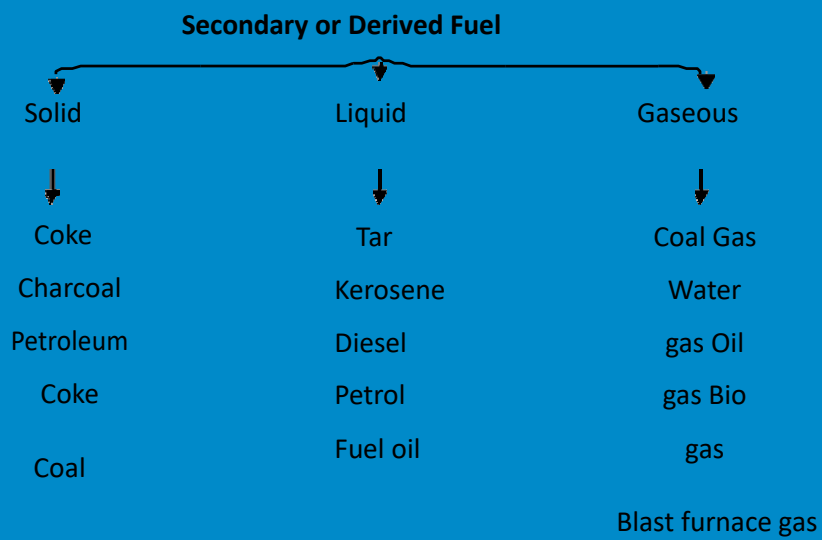 Secondary or Derived Fuel
Solid
Liquid
Gaseous
Coke
Tar
Coal Gas
Charcoal
Kerosene
Water
Petroleum
Diesel
gas Oil
Coke
Petrol
gas Bio
Coal
Fuel oil
gas
Blast furnace gas